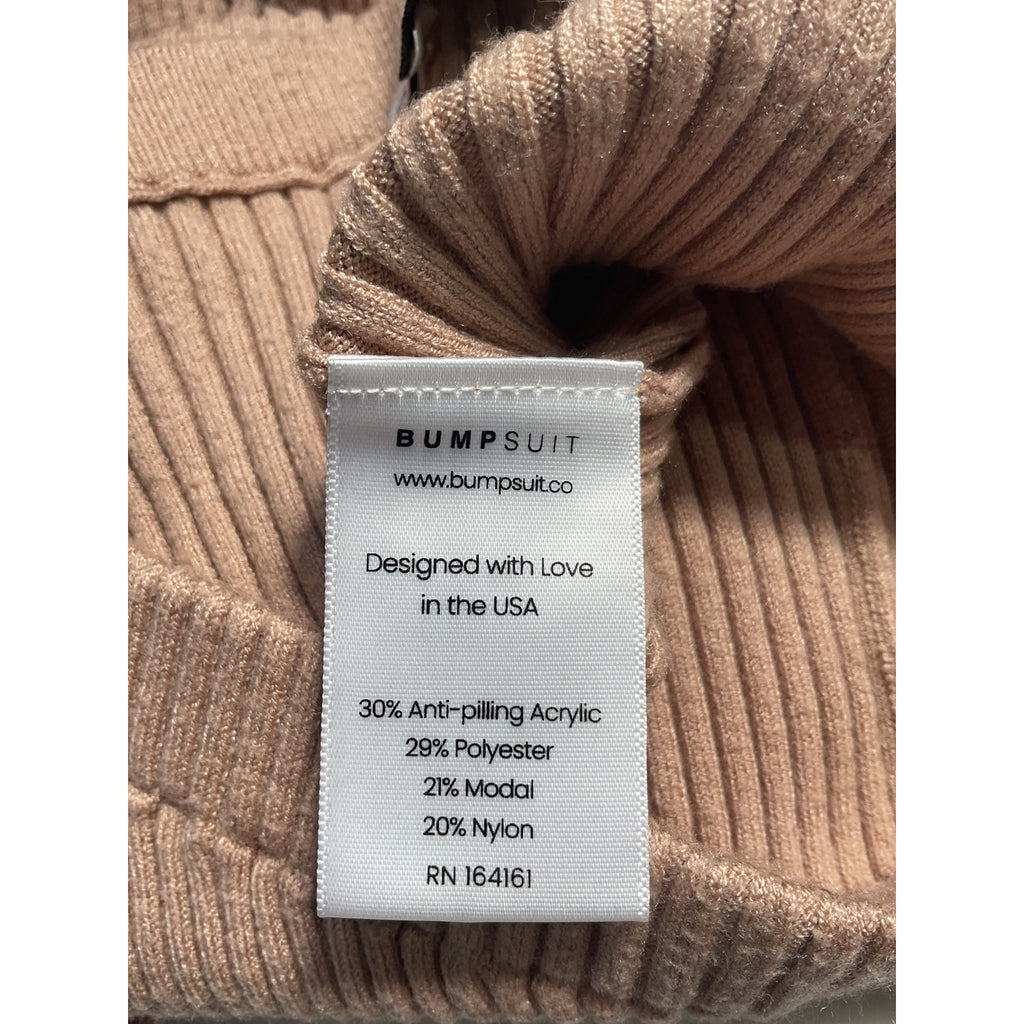 BUMPSUIT
www.bumpsuit.co
Designed with Love
in the USA
30% Anti-pilling Acrylic
29% Polyester
21% Modal
20% Nylon
RN 164161